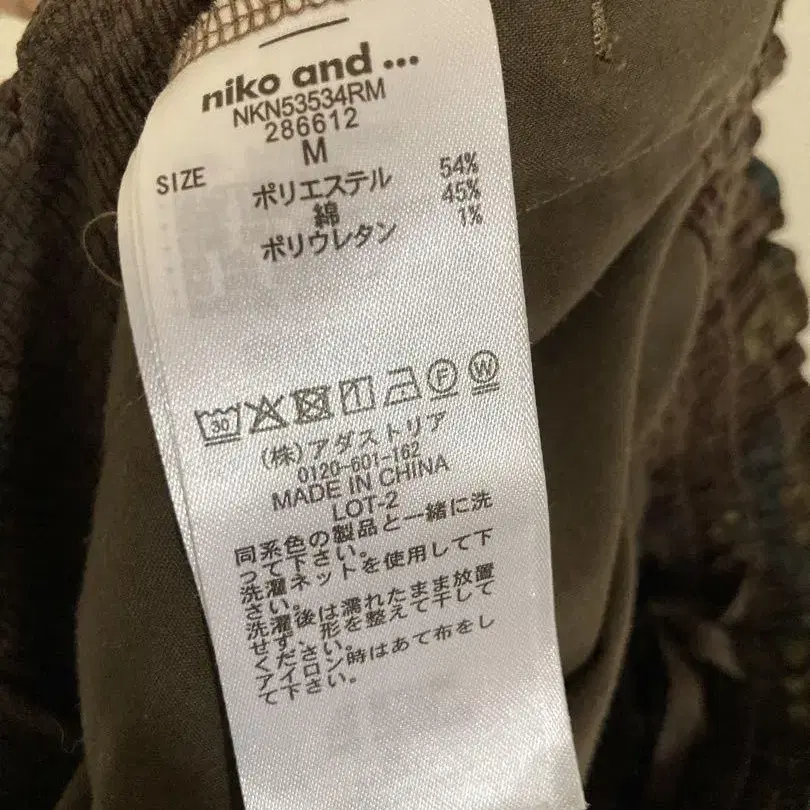 niko and ...
NKN53534RM
286612
SIZE M
ポリエステル 54%
綿 45%
ポリウレタン 1%
30 P W
(株)アダストリア
0120-601-162
MADE IN CHINA
LOT-2
同系色の製品と一緒に洗
って下さい。
洗濯ネットを使用して下
さい。
洗濯後は濡れたまま放置
せず、形を整えて干して
ください。
アイロン時はあて布をし
て下さい。